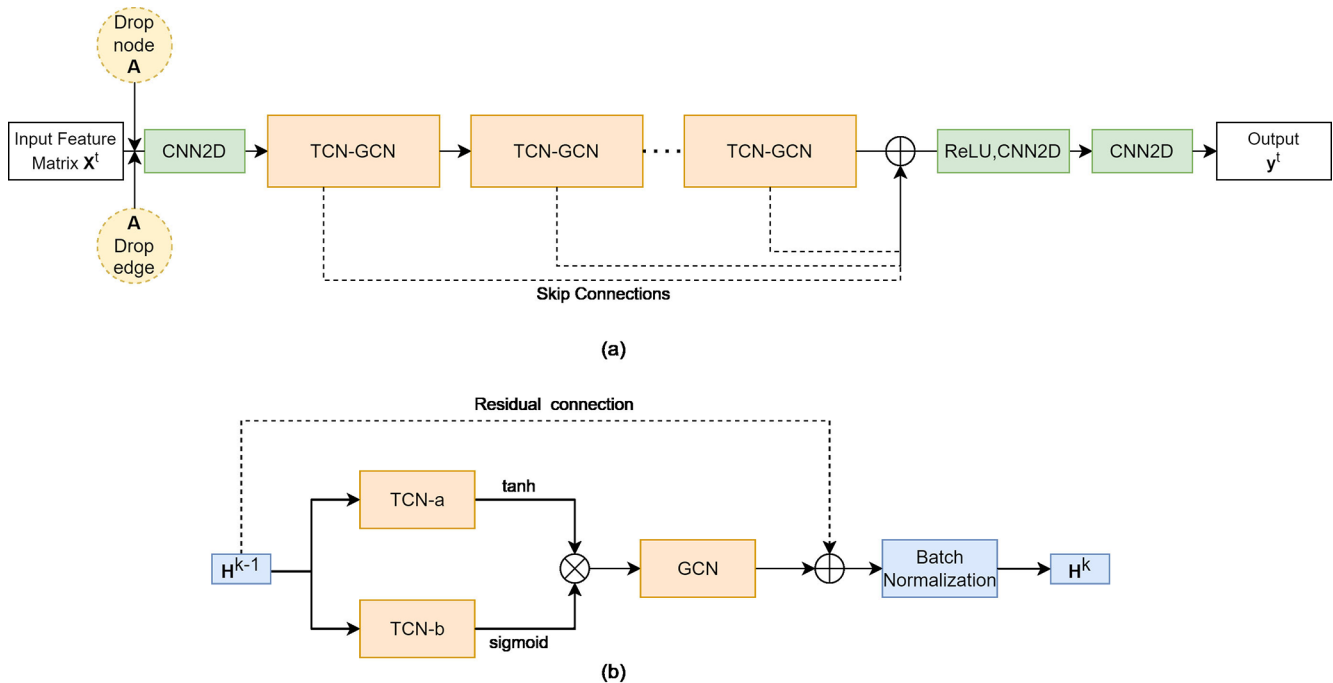 Drop
node
A
Input Feature
Matrix X^t
CNN2D
TCN-GCN
TCN-GCN
TCN-GCN
ReLU,CNN2D
CNN2D
Output
y^t
A
Drop
edge
Skip Connections
(a)
Residual connection
TCN-a
tanh
H^k-1
GCN
Batch
Normalization
H^k
TCN-b
sigmoid
(b)